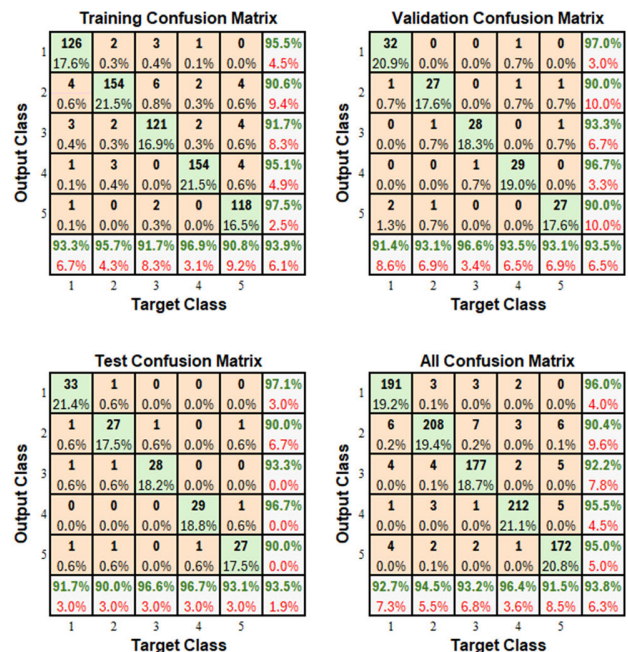 Training Confusion Matrix
Output Class
1 126 2 3 1 0 95.5%
17.6% 0.3% 0.4% 0.1% 0.0% 4.5%
2 4 154 6 2 4 90.6%
0.6% 21.5% 0.8% 0.3% 0.6% 9.4%
3 3 2 121 2 4 91.7%
0.4% 0.3% 16.9% 0.3% 0.6% 8.3%
4 1 3 0 154 4 95.1%
0.1% 0.4% 0.0% 21.5% 0.6% 4.9%
5 1 0 2 0 118 97.5%
0.1% 0.0% 0.3% 0.0% 16.5% 2.5%
93.3% 95.7% 91.7% 96.9% 90.8% 93.9%
6.7% 4.3% 8.3% 3.1% 9.2% 6.1%
1 2 3 4 5
Target Class
Validation Confusion Matrix
Output Class
1 32 0 0 1 0 97.0%
20.9% 0.0% 0.0% 0.7% 0.0% 3.0%
2 1 27 0 1 1 90.0%
0.7% 17.6% 0.0% 0.7% 0.7% 10.0%
3 0 1 28 0 1 93.3%
0.0% 0.7% 18.3% 0.0% 0.7% 6.7%
4 0 0 1 29 0 96.7%
0.0% 0.0% 0.7% 19.0% 0.0% 3.3%
5 2 1 0 0 27 90.0%
1.3% 0.7% 0.0% 0.0% 17.6% 10.0%
91.4% 93.1% 96.6% 93.5% 93.1% 93.5%
8.6% 6.9% 3.4% 6.5% 6.9% 6.5%
1 2 3 4 5
Target Class
Test Confusion Matrix
Output Class
1 33 1 0 0 0 97.1%
21.4% 0.6% 0.0% 0.0% 0.0% 3.0%
2 1 27 1 0 1 90.0%
0.6% 17.5% 0.6% 0.0% 0.6% 6.7%
3 1 1 28 0 0 93.3%
0.6% 0.6% 18.2% 0.0% 0.0% 0.0%
4 0 0 0 29 1 96.7%
0.0% 0.0% 0.0% 18.8% 0.6% 0.0%
5 1 1 0 1 27 90.0%
0.6% 0.6% 0.0% 0.6% 17.5% 0.0%
91.7% 90.0% 96.6% 96.7% 93.1% 93.5%
3.0% 3.0% 3.0% 3.0% 3.0% 1.9%
1 2 3 4 5
Target Class
All Confusion Matrix
Output Class
1 191 3 3 2 0 96.0%
19.2% 0.1% 0.0% 0.0% 0.0% 4.0%
2 6 208 7 3 6 90.4%
0.2% 19.4% 0.2% 0.0% 0.1% 9.6%
3 4 4 177 2 5 92.2%
0.0% 0.1% 18.7% 0.0% 0.0% 7.8%
4 1 3 1 212 5 95.5%
0.0% 0.0% 0.0% 21.1% 0.0% 4.5%
5 4 2 2 1 172 95.0%
0.0% 0.1% 0.0% 0.0% 20.8% 5.0%
92.7% 94.5% 93.2% 96.4% 91.5% 93.8%
7.3% 5.5% 6.8% 3.6% 8.5% 6.3%
1 2 3 4 5
Target Class